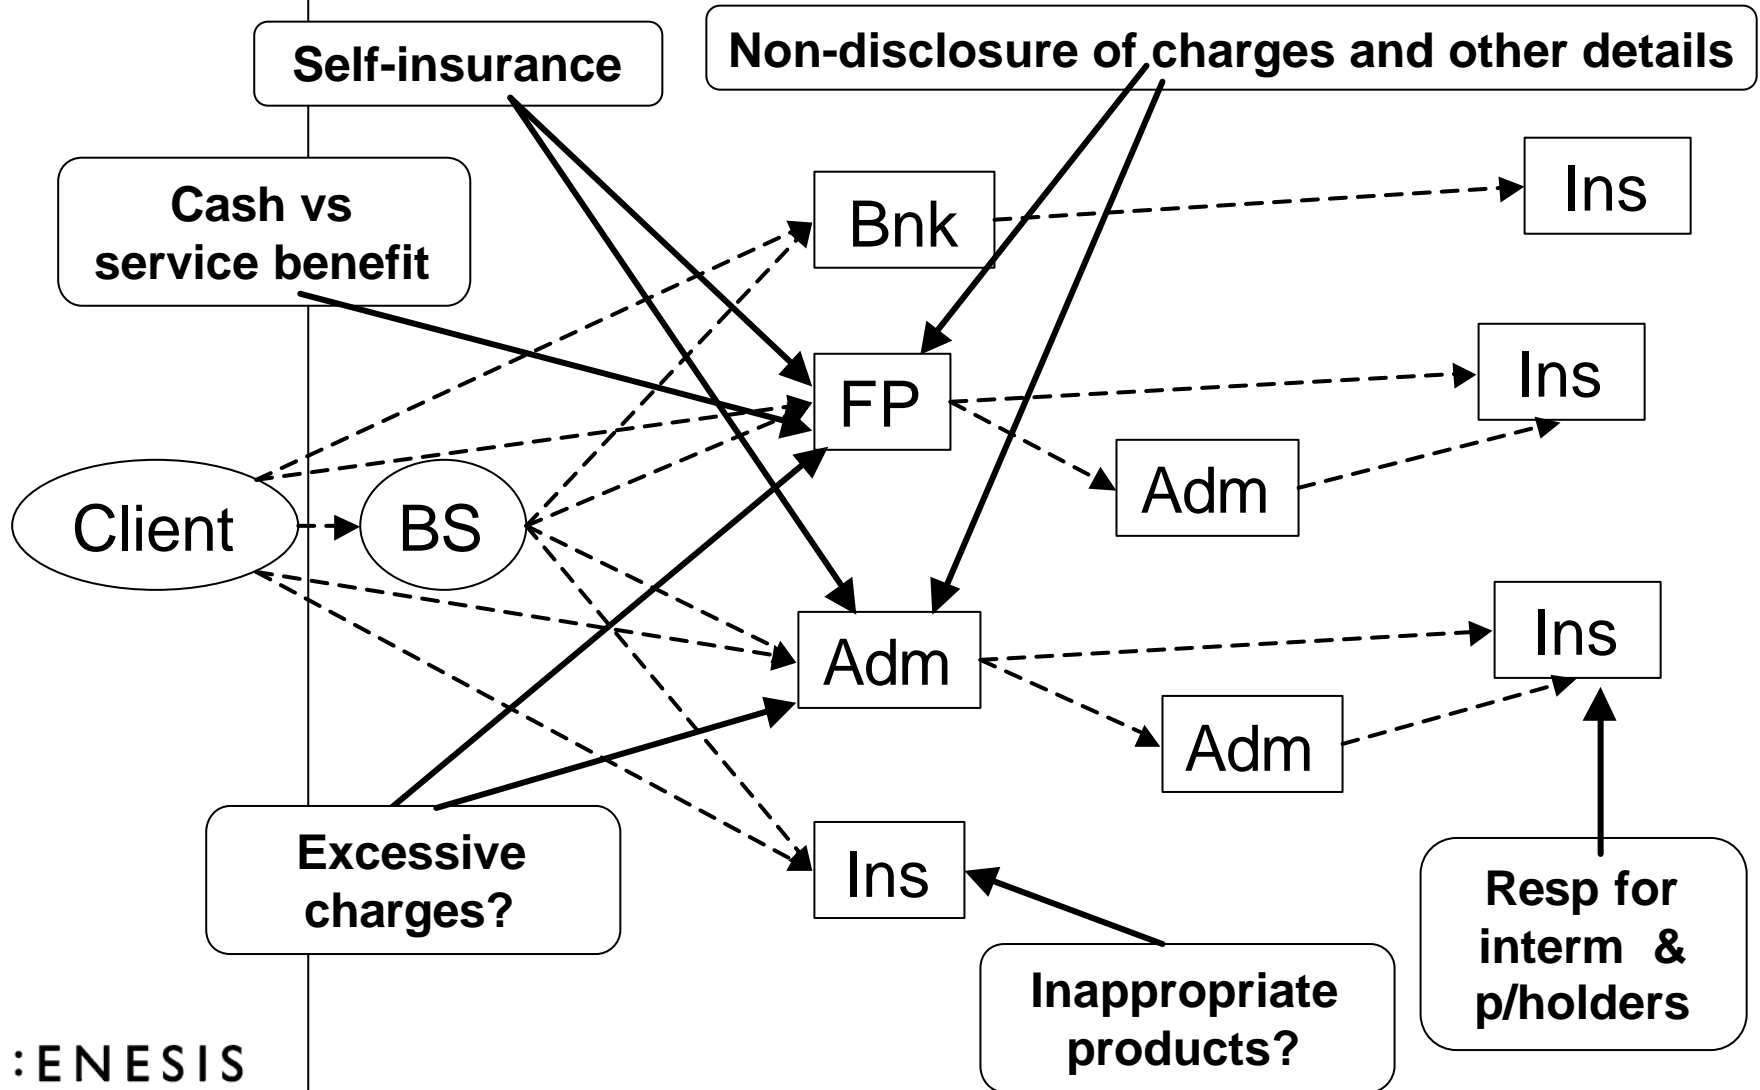 Self-insurance
Non-disclosure of charges and other details
Cash vs
service benefit
Bnk
Ins
FP
Ins
Adm
Client
BS
Adm
Ins
Adm
Excessive
charges?
Ins
Inappropriate
products?
Resp for
interm & 
p/holders
:ENESIS